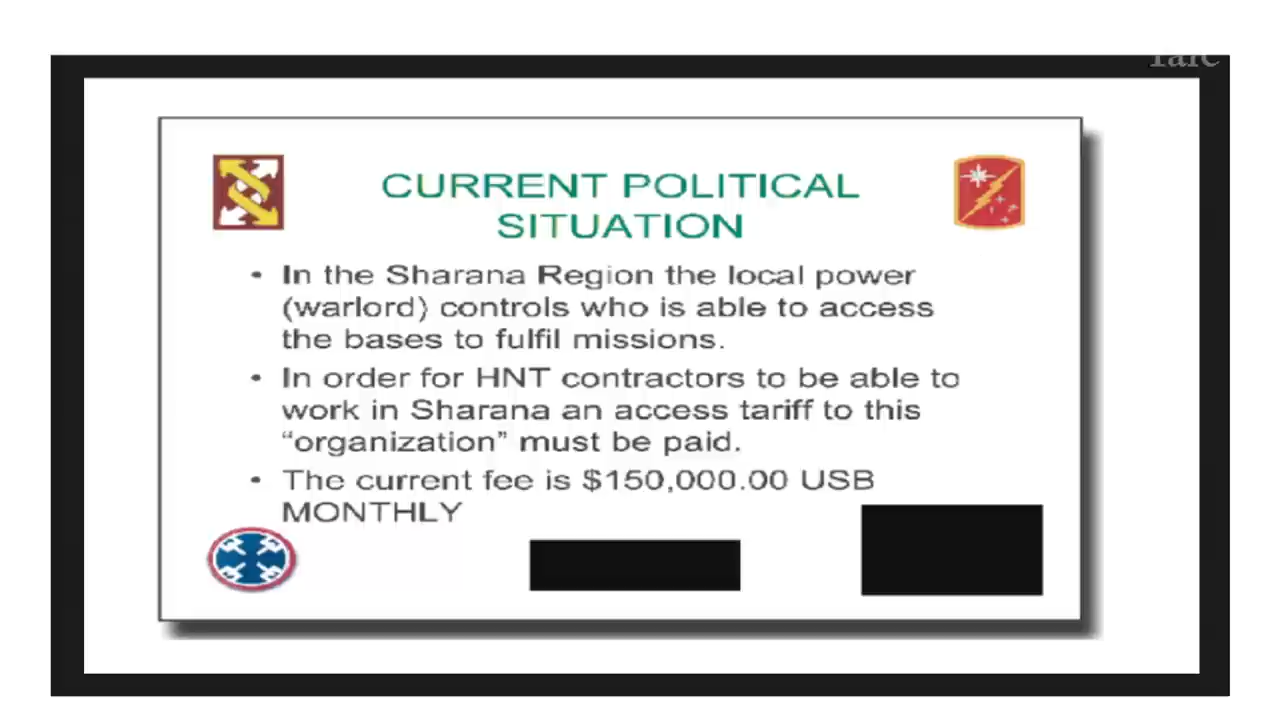 CURRENT POLITICAL
SITUATION
• In the Sharana Region the local power
(warlord) controls who is able to access
the bases to fulfil missions.
• In order for HNT contractors to be able to
work in Sharana an access tariff to this
“organization” must be paid.
• The current fee is $150,000.00 USB
MONTHLY